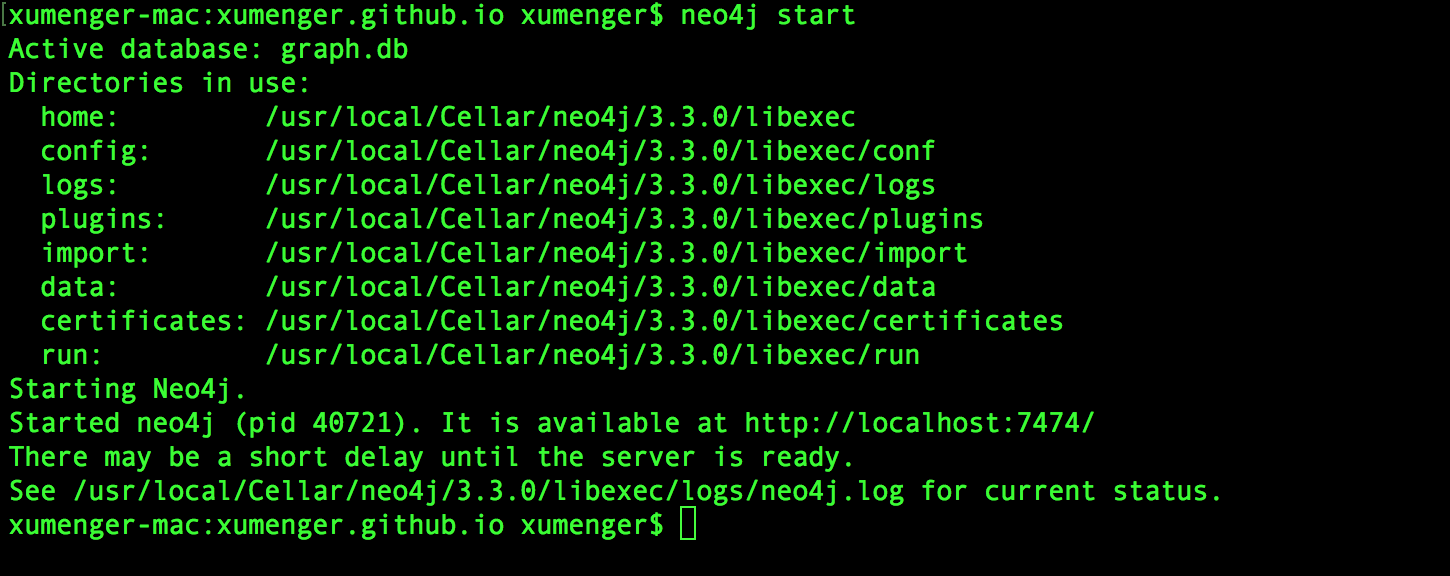 [xumenger-mac:xumenger.github.io xumenger$ neo4j start
Active database: graph.db
Directories in use:
  home:         /usr/local/Cellar/neo4j/3.3.0/libexec
  config:       /usr/local/Cellar/neo4j/3.3.0/libexec/conf
  logs:         /usr/local/Cellar/neo4j/3.3.0/libexec/logs
  plugins:      /usr/local/Cellar/neo4j/3.3.0/libexec/plugins
  import:       /usr/local/Cellar/neo4j/3.3.0/libexec/import
  data:         /usr/local/Cellar/neo4j/3.3.0/libexec/data
  certificates: /usr/local/Cellar/neo4j/3.3.0/libexec/certificates
  run:          /usr/local/Cellar/neo4j/3.3.0/libexec/run
Starting Neo4j.
Started neo4j (pid 40721). It is available at http://localhost:7474/
There may be a short delay until the server is ready.
See /usr/local/Cellar/neo4j/3.3.0/libexec/logs/neo4j.log for current status.
xumenger-mac:xumenger.github.io xumenger$